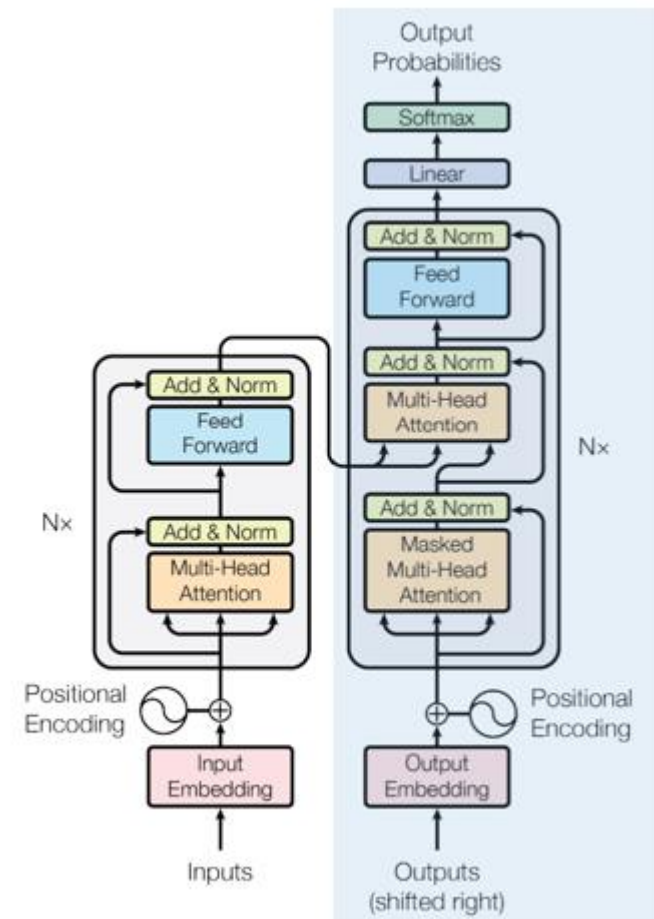 Output
Probabilities
Softmax
Linear
Add & Norm
Feed
Forward
Add & Norm
Multi-Head
Attention
Add & Norm
Masked
Multi-Head
Attention
Nx
Positional
Encoding
Output
Embedding
Outputs
(shifted right)
Add & Norm
Feed
Forward
Add & Norm
Multi-Head
Attention
Nx
Positional
Encoding
Input
Embedding
Inputs